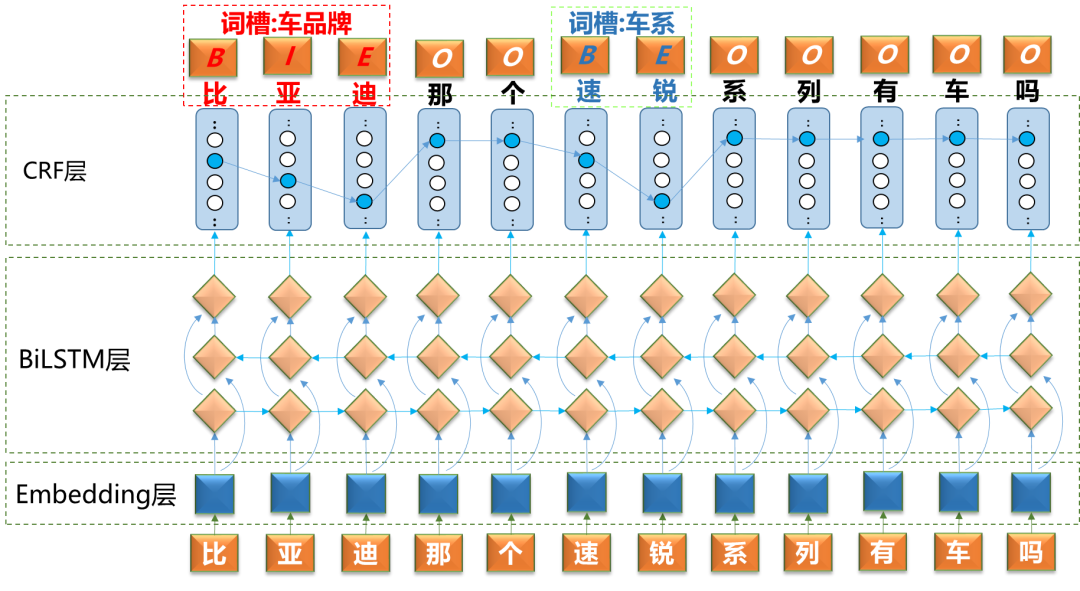 词槽:车品牌 词槽:车系
B I E O O B E O O O O O
比 亚 迪 那 个 速 锐 系 列 有 车 吗
CRF层
BiLSTM层
Embedding层
比 亚 迪 那 个 速 锐 系 列 有 车 吗